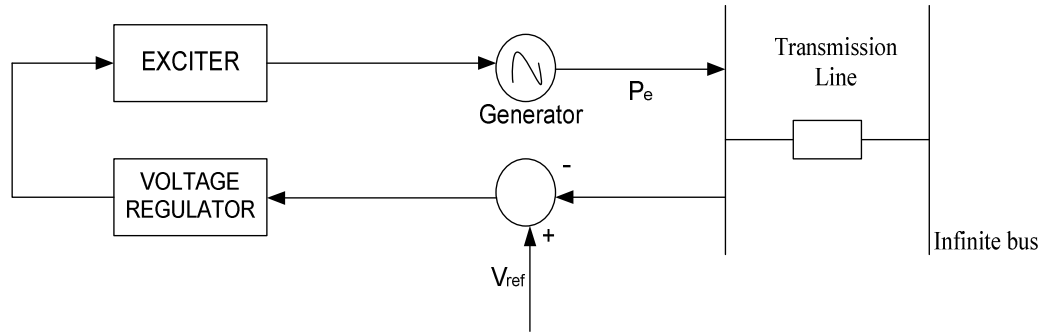 EXCITER
Generator
Pe
Transmission
Line
VOLTAGE
REGULATOR
-
+
Vref
Infinite bus